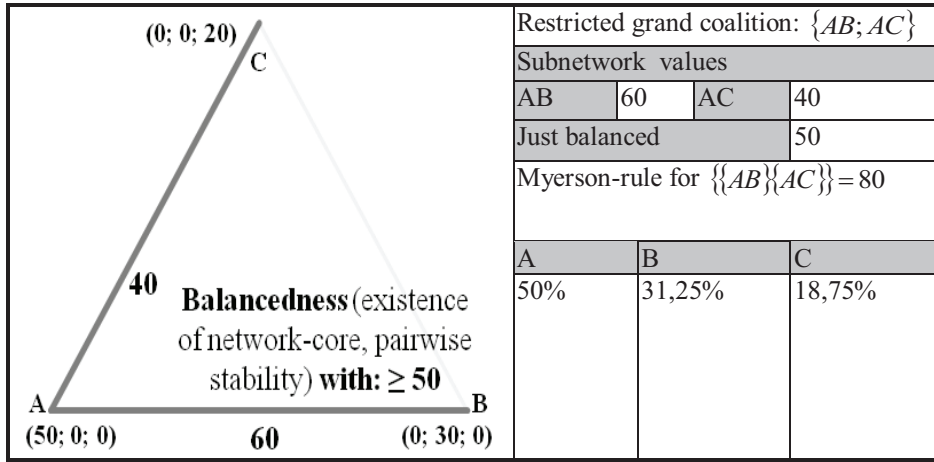 (0; 0; 20)
C
40
Balancedness (existence
of network-core, pairwise
stability) with: ≥ 50
A
B
(50; 0; 0)
60
(0; 30; 0)
Restricted grand coalition: {AB; AC}
Subnetwork values
AB 60 AC 40
Just balanced 50
Myerson-rule for {{AB}{AC}} = 80
A B C
50% 31,25% 18,75%